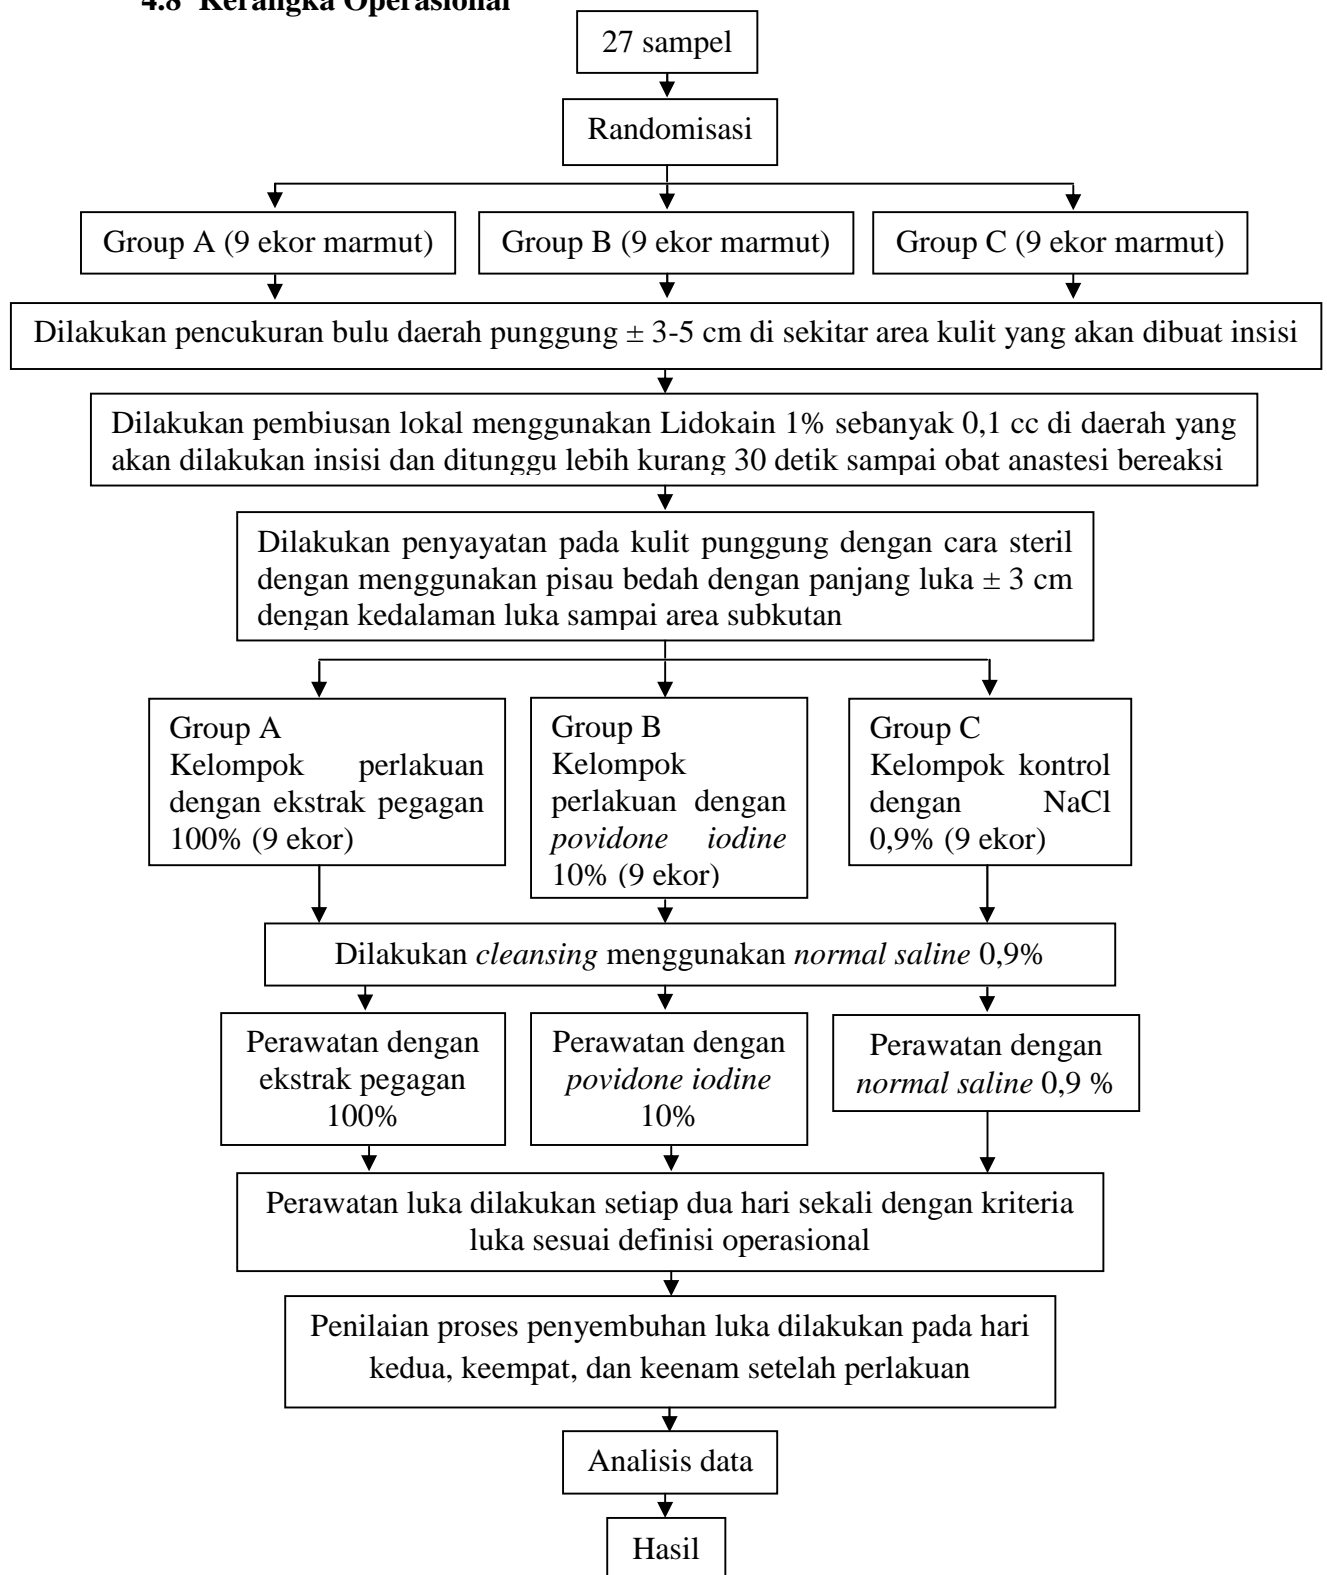 4.8 Kerangka Operasional
27 sampel
Randomisasi
Group A (9 ekor marmut)
Group B (9 ekor marmut)
Group C (9 ekor marmut)
Dilakukan pencukuran bulu daerah punggung ± 3-5 cm di sekitar area kulit yang akan dibuat insisi
Dilakukan pembiusan lokal menggunakan Lidokain 1% sebanyak 0,1 cc di daerah yang
akan dilakukan insisi dan ditunggu lebih kurang 30 detik sampai obat anastesi bereaksi
Dilakukan penyayatan pada kulit punggung dengan cara steril
dengan menggunakan pisau bedah dengan panjang luka ± 3 cm
dengan kedalaman luka sampai area subkutan
Group A
Kelompok perlakuan
dengan ekstrak pegagan
100% (9 ekor)
Group B
Kelompok
perlakuan dengan
povidone iodine
10% (9 ekor)
Group C
Kelompok kontrol
dengan NaCl
0,9% (9 ekor)
Dilakukan cleansing menggunakan normal saline 0,9%
Perawatan dengan
ekstrak pegagan
100%
Perawatan dengan
povidone iodine
10%
Perawatan dengan
normal saline 0,9 %
Perawatan luka dilakukan setiap dua hari sekali dengan kriteria
luka sesuai definisi operasional
Penilaian proses penyembuhan luka dilakukan pada hari
kedua, keempat, dan keenam setelah perlakuan
Analisis data
Hasil